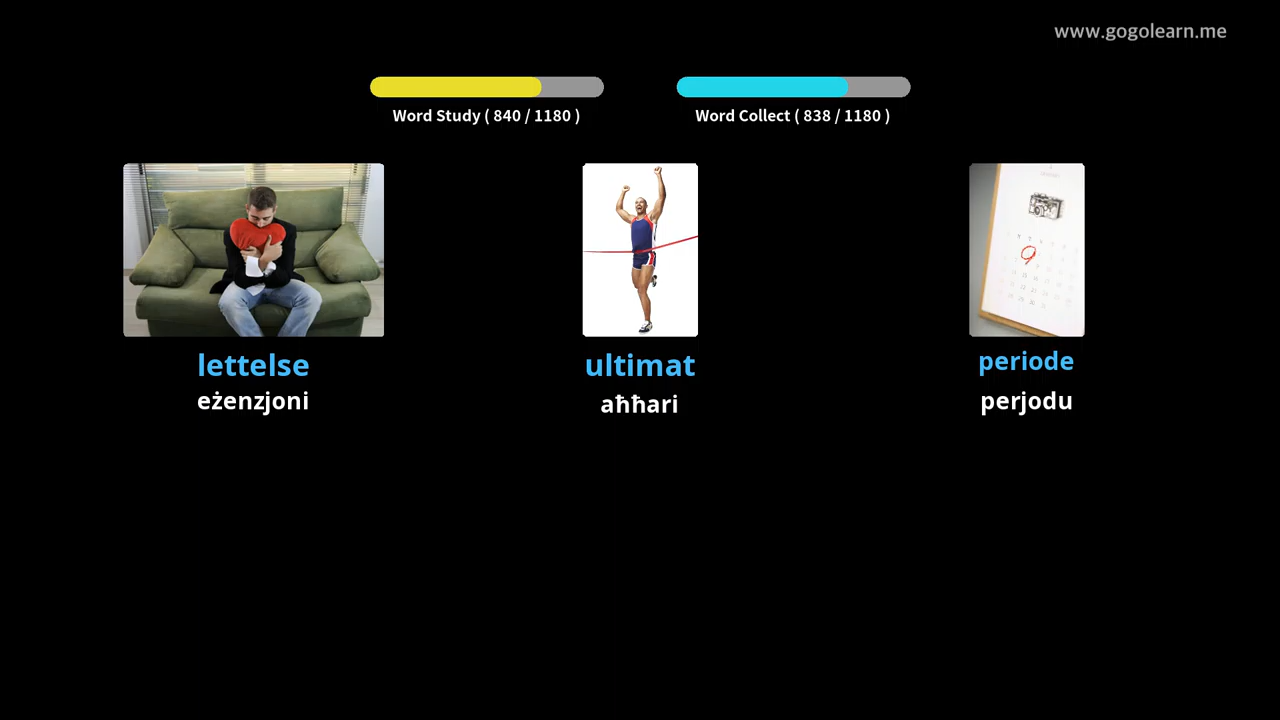 www.gogolearn.me
Word Study ( 840 / 1180 )
Word Collect ( 838 / 1180 )
lettelse
eżenzjoni
ultimat
aħħari
periode
perjodu